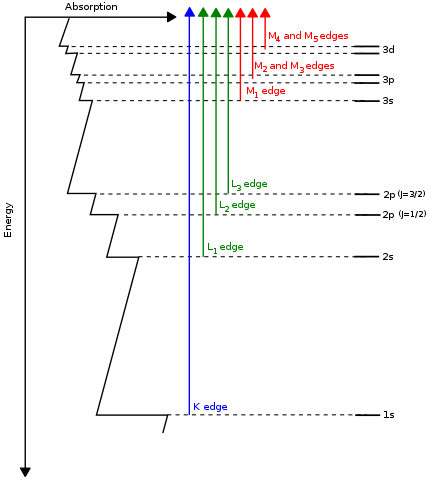 Absorption
M4 and M5 edges
3d
M2 and M3 edges
3p
M1 edge
3s
L3 edge
2p (J=3/2)
L2 edge
2p (J=1/2)
Energy
L1 edge
2s
K edge
1s